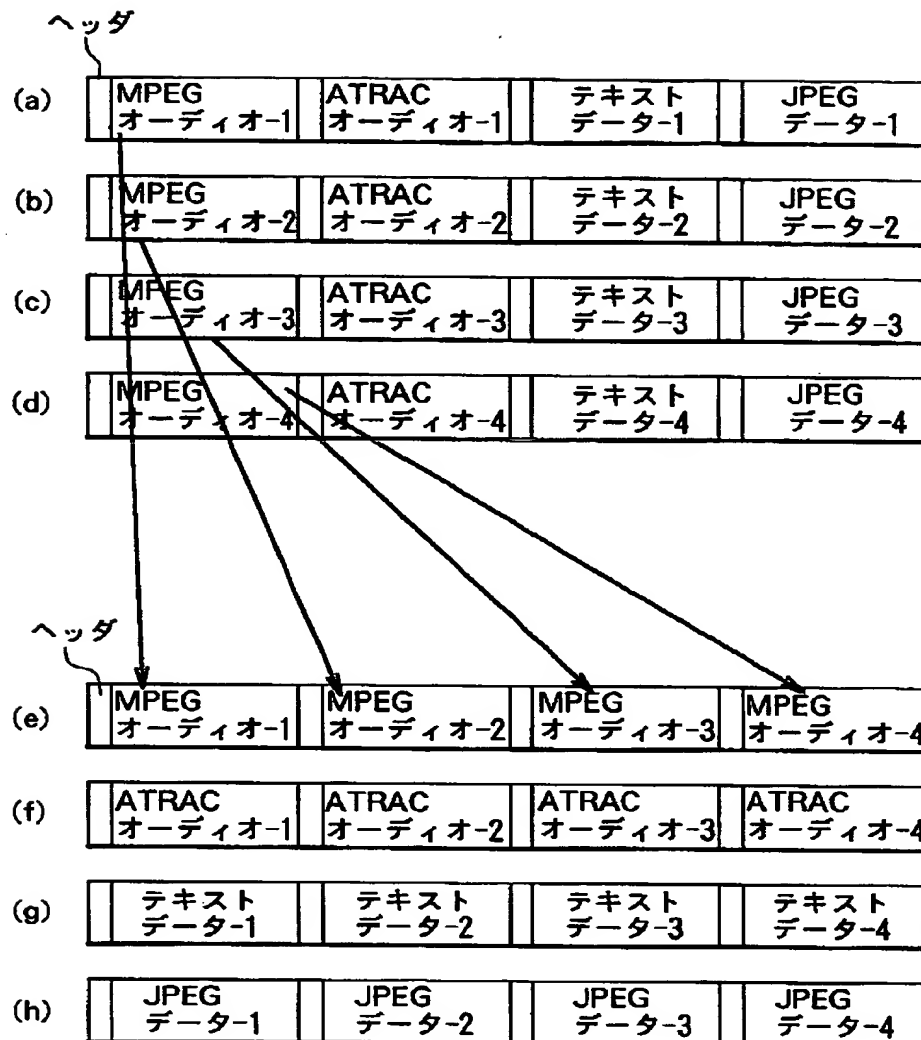 ヘッダ
(a) MPEG ATRAC テキスト JPEG
オーディオ-1 オーディオ-1 データ-1 データ-1
(b) MPEG ATRAC テキスト JPEG
オーディオ-2 オーディオ-2 データ-2 データ-2
(c) MPEG ATRAC テキスト JPEG
オーディオ-3 オーディオ-3 データ-3 データ-3
(d) MPEG ATRAC テキスト JPEG
オーディオ-4 オーディオ-4 データ-4 データ-4
ヘッダ
(e) MPEG MPEG MPEG MPEG
オーディオ-1 オーディオ-2 オーディオ-3 オーディオ-4
(f) ATRAC ATRAC ATRAC ATRAC
オーディオ-1 オーディオ-2 オーディオ-3 オーディオ-4
(g) テキスト テキスト テキスト テキスト
データ-1 データ-2 データ-3 データ-4
(h) JPEG JPEG JPEG JPEG
データ-1 データ-2 データ-3 データ-4